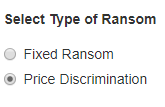 Select Type of Ransom
Fixed Ransom
Price Discrimination